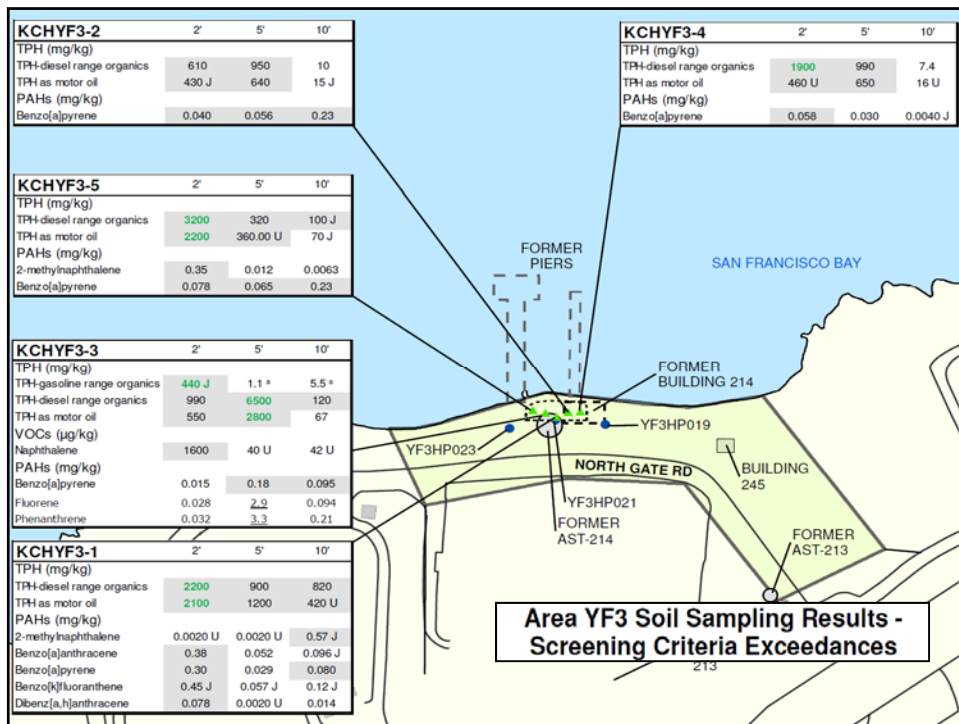 KCHYF3-2 2' 5' 10'
TPH (mg/kg)
TPH-diesel range organics 610 950 10
TPH as motor oil 430 J 640 15 J
PAHs (mg/kg)
Benzo[a]pyrene 0.040 0.056 0.23
KCHYF3-4 2' 5' 10'
TPH (mg/kg)
TPH-diesel range organics 1900 990 7.4
TPH as motor oil 460 U 650 16 U
PAHs (mg/kg)
Benzo[a]pyrene 0.058 0.030 0.0040 J
KCHYF3-5 2' 5' 10'
TPH (mg/kg)
TPH-diesel range organics 3200 320 100 J
TPH as motor oil 2200 360.00 U 70 J
PAHs (mg/kg)
2-methylnaphthalene 0.35 0.012 0.0063
Benzo[a]pyrene 0.078 0.065 0.23
KCHYF3-3 2' 5' 10'
TPH (mg/kg)
TPH-gasoline range organics 440 J 1.1 ᵃ 5.5 ᵃ
TPH-diesel range organics 990 6500 120
TPH as motor oil 550 2800 67
VOCs (µg/kg)
Naphthalene 1600 40 U 42 U
PAHs (mg/kg)
Benzo[a]pyrene 0.015 0.18 0.095
Fluorene 0.028 2.9 0.094
Phenanthrene 0.032 3.3 0.21
KCHYF3-1 2' 5' 10'
TPH (mg/kg)
TPH-diesel range organics 2200 900 820
TPH as motor oil 2100 1200 420 U
PAHs (mg/kg)
2-methylnaphthalene 0.0020 U 0.0020 U 0.57 J
Benzo[a]anthracene 0.38 0.052 0.096 J
Benzo[a]pyrene 0.30 0.029 0.080
Benzo[k]fluoranthene 0.45 J 0.057 J 0.12 J
Dibenz[a,h]anthracene 0.078 0.0020 U 0.014
FORMER
PIERS
SAN FRANCISCO BAY
FORMER
BUILDING 214
YF3HP019
YF3HP023
NORTH GATE RD
BUILDING
245
YF3HP021
FORMER
AST-214
FORMER
AST-213
Area YF3 Soil Sampling Results -
Screening Criteria Exceedances
213